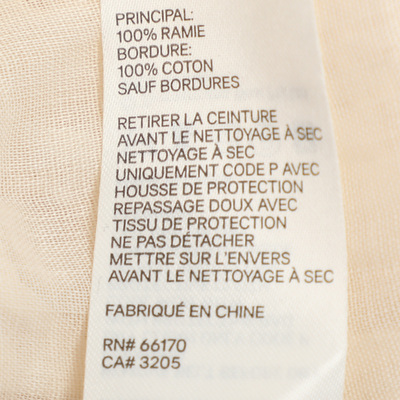 PRINCIPAL:
100% RAMIE
BORDURE:
100% COTON
SAUF BORDURES
RETIRER LA CEINTURE
AVANT LE NETTOYAGE À SEC
NETTOYAGE À SEC
UNIQUEMENT CODE P AVEC
HOUSSE DE PROTECTION
REPASSAGE DOUX AVEC
TISSU DE PROTECTION
NE PAS DÉTACHER
METTRE SUR L'ENVERS
AVANT LE NETTOYAGE À SEC
FABRIQUÉ EN CHINE
RN# 66170
CA# 3205